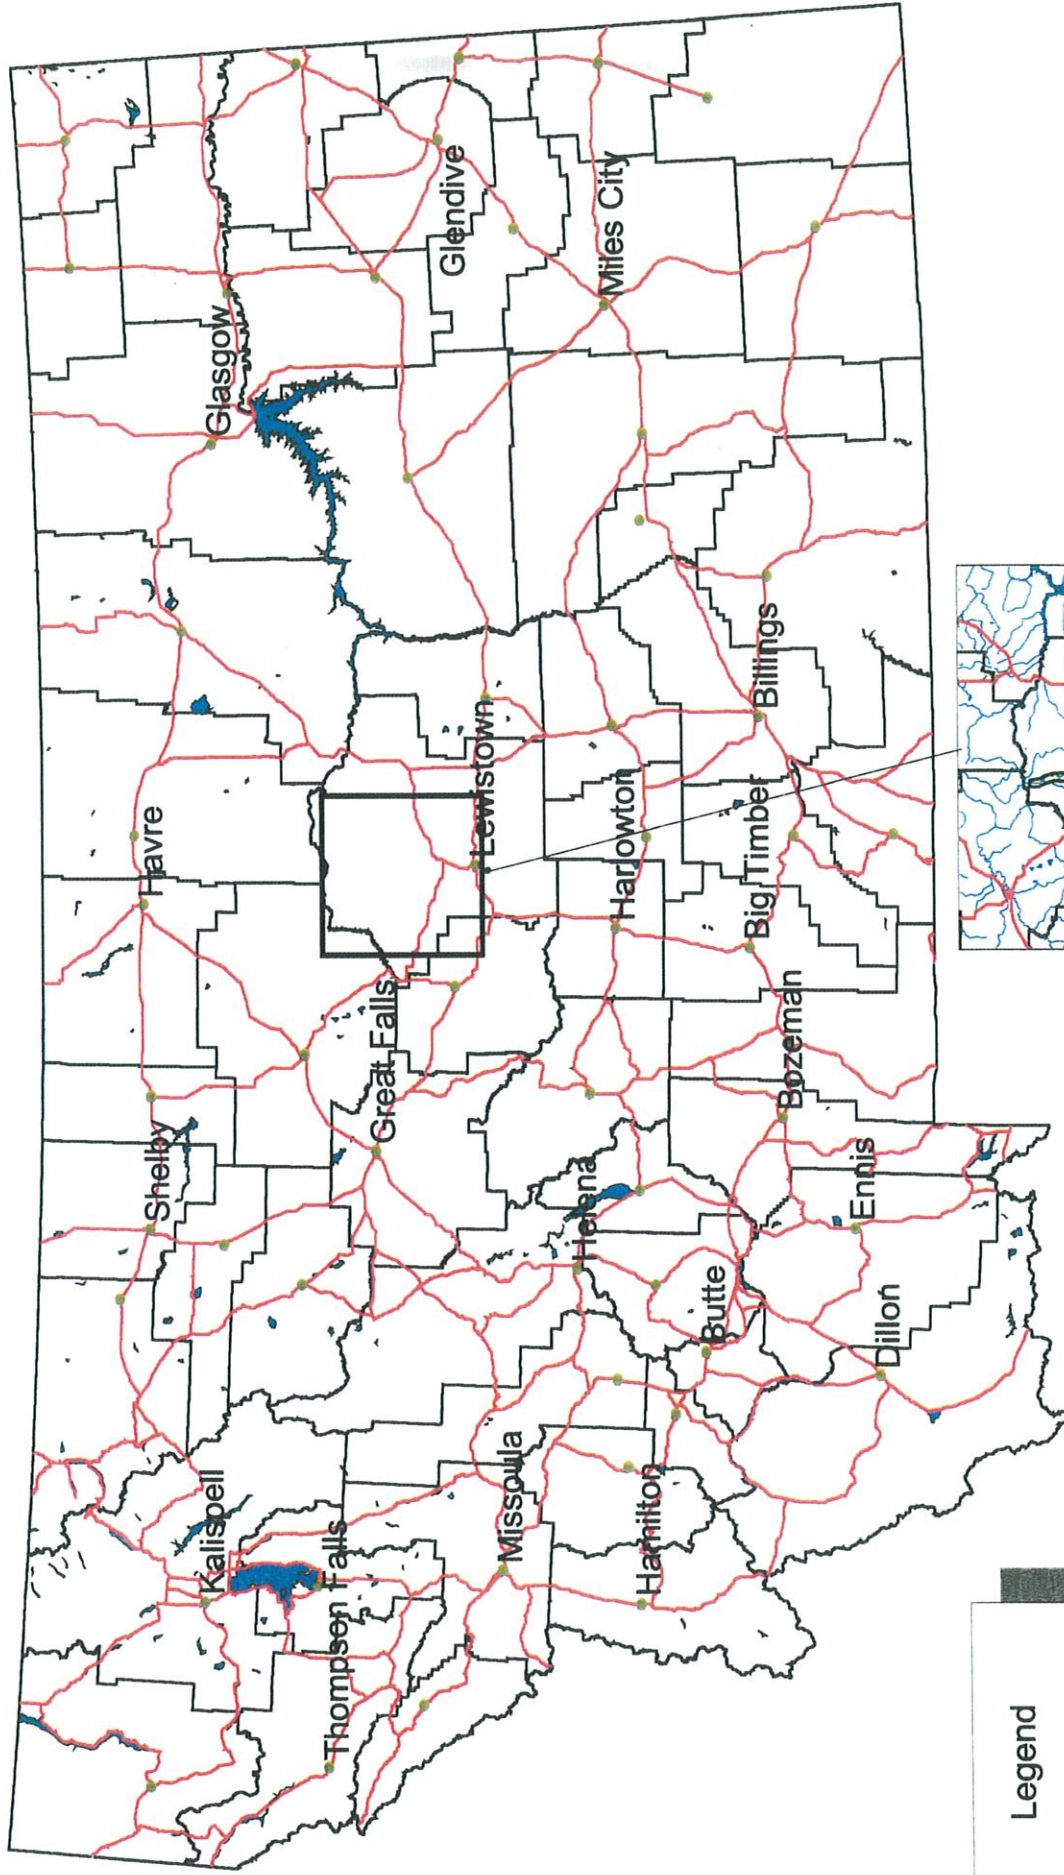 Kalispell
Shelby
Havre
Glasgow
Thompson Falls
Great Falls
Lewistown
Glendive
Missoula
Helena
Hamilton
Harlowton
Miles City
Butte
Bozeman
Big Timber
Billings
Dillon
Ennis
Legend